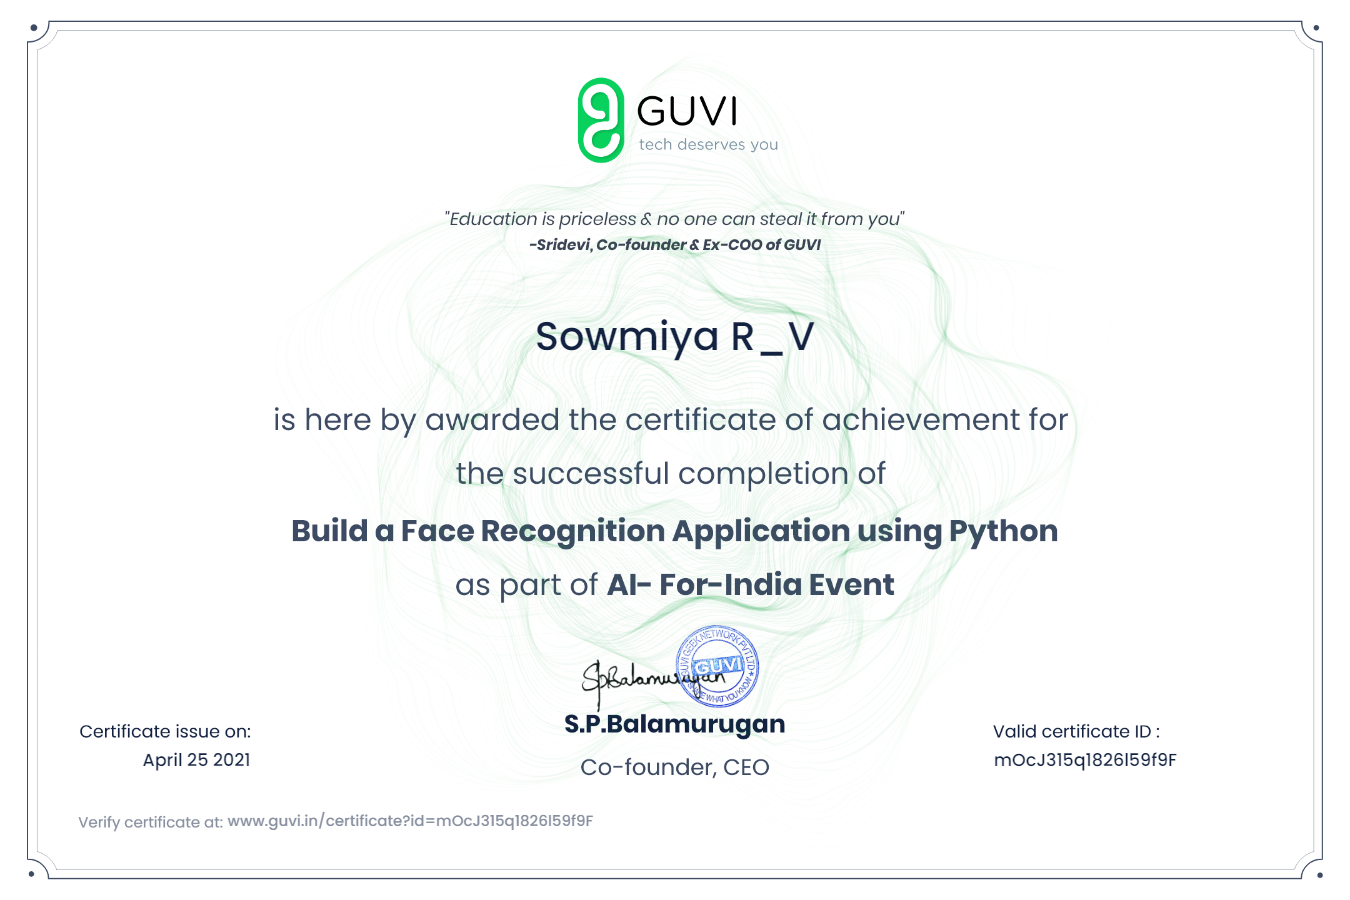 GUVI
tech deserves you
"Education is priceless & no one can steal it from you"
-Sridevi, Co-founder & Ex-COO of GUVI
Sowmiya R_V
is here by awarded the certificate of achievement for
the successful completion of
Build a Face Recognition Application using Python
as part of AI- For-India Event
GUVI GEEK NETWORK PVT LTD
GUVI
WHAT YOU KNOW
S.P.Balamurugan
S.P.Balamurugan
Co-founder, CEO
Certificate issue on:
April 25 2021
Valid certificate ID :
mOcJ315q1826l59f9F
Verify certificate at: www.guvi.in/certificate?id=mOcJ315q1826l59f9F